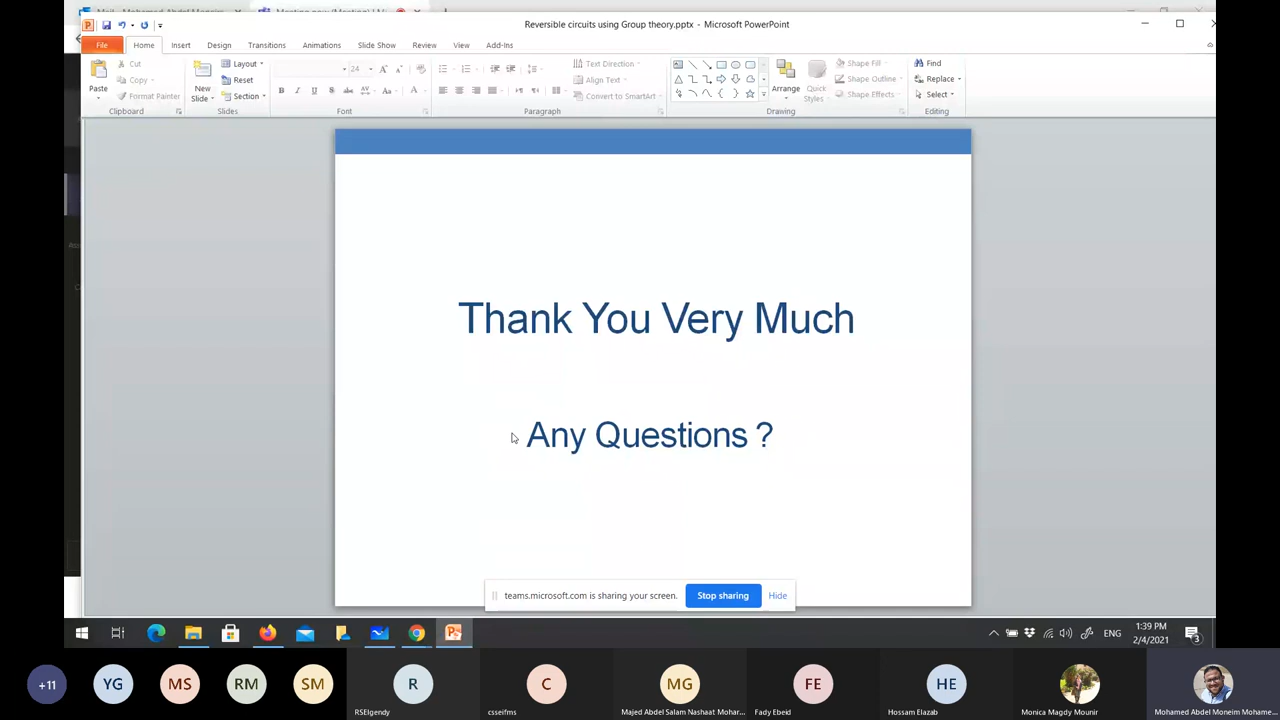 Reversible circuits using Group theory.pptx - Microsoft PowerPoint
File Home Insert Design Transitions Animations Slide Show Review View Add-Ins
Paste
Cut
Copy
Format Painter
Clipboard
New Slide
Layout
Reset
Section
Slides
24
Font
Text Direction
Align Text
Convert to SmartArt
Paragraph
Arrange
Quick Styles
Shape Fill
Shape Outline
Shape Effects
Drawing
Find
Replace
Select
Editing
Thank You Very Much
Any Questions ?
teams.microsoft.com is sharing your screen. Stop sharing Hide
ENG
1:39 PM
2/4/2021
3
+11 YG MS RM SM R C MG FE HE
RSElgendy csseifms Majed Abdel Salam Nashaat Mohar... Fady Ebeid Hossam Elazab Monica Magdy Mounir Mohamed Abdel Moneim Mohame...